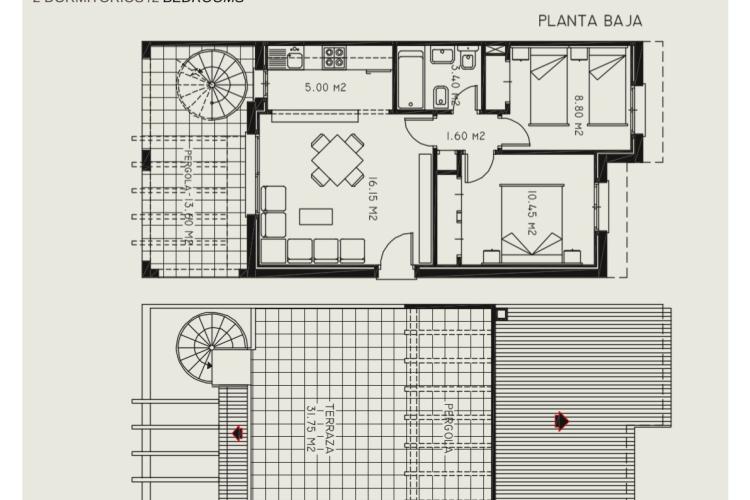 2 DORMITORIOS /2 BEDROOMS
PLANTA BAJA
5.00 M2
3.40 M2
8.80 M2
1.60 M2
PERGOLA-13.60 M2
16.15 M2
10.45 M2
TERRAZA
31.75 M2
PERGOLA